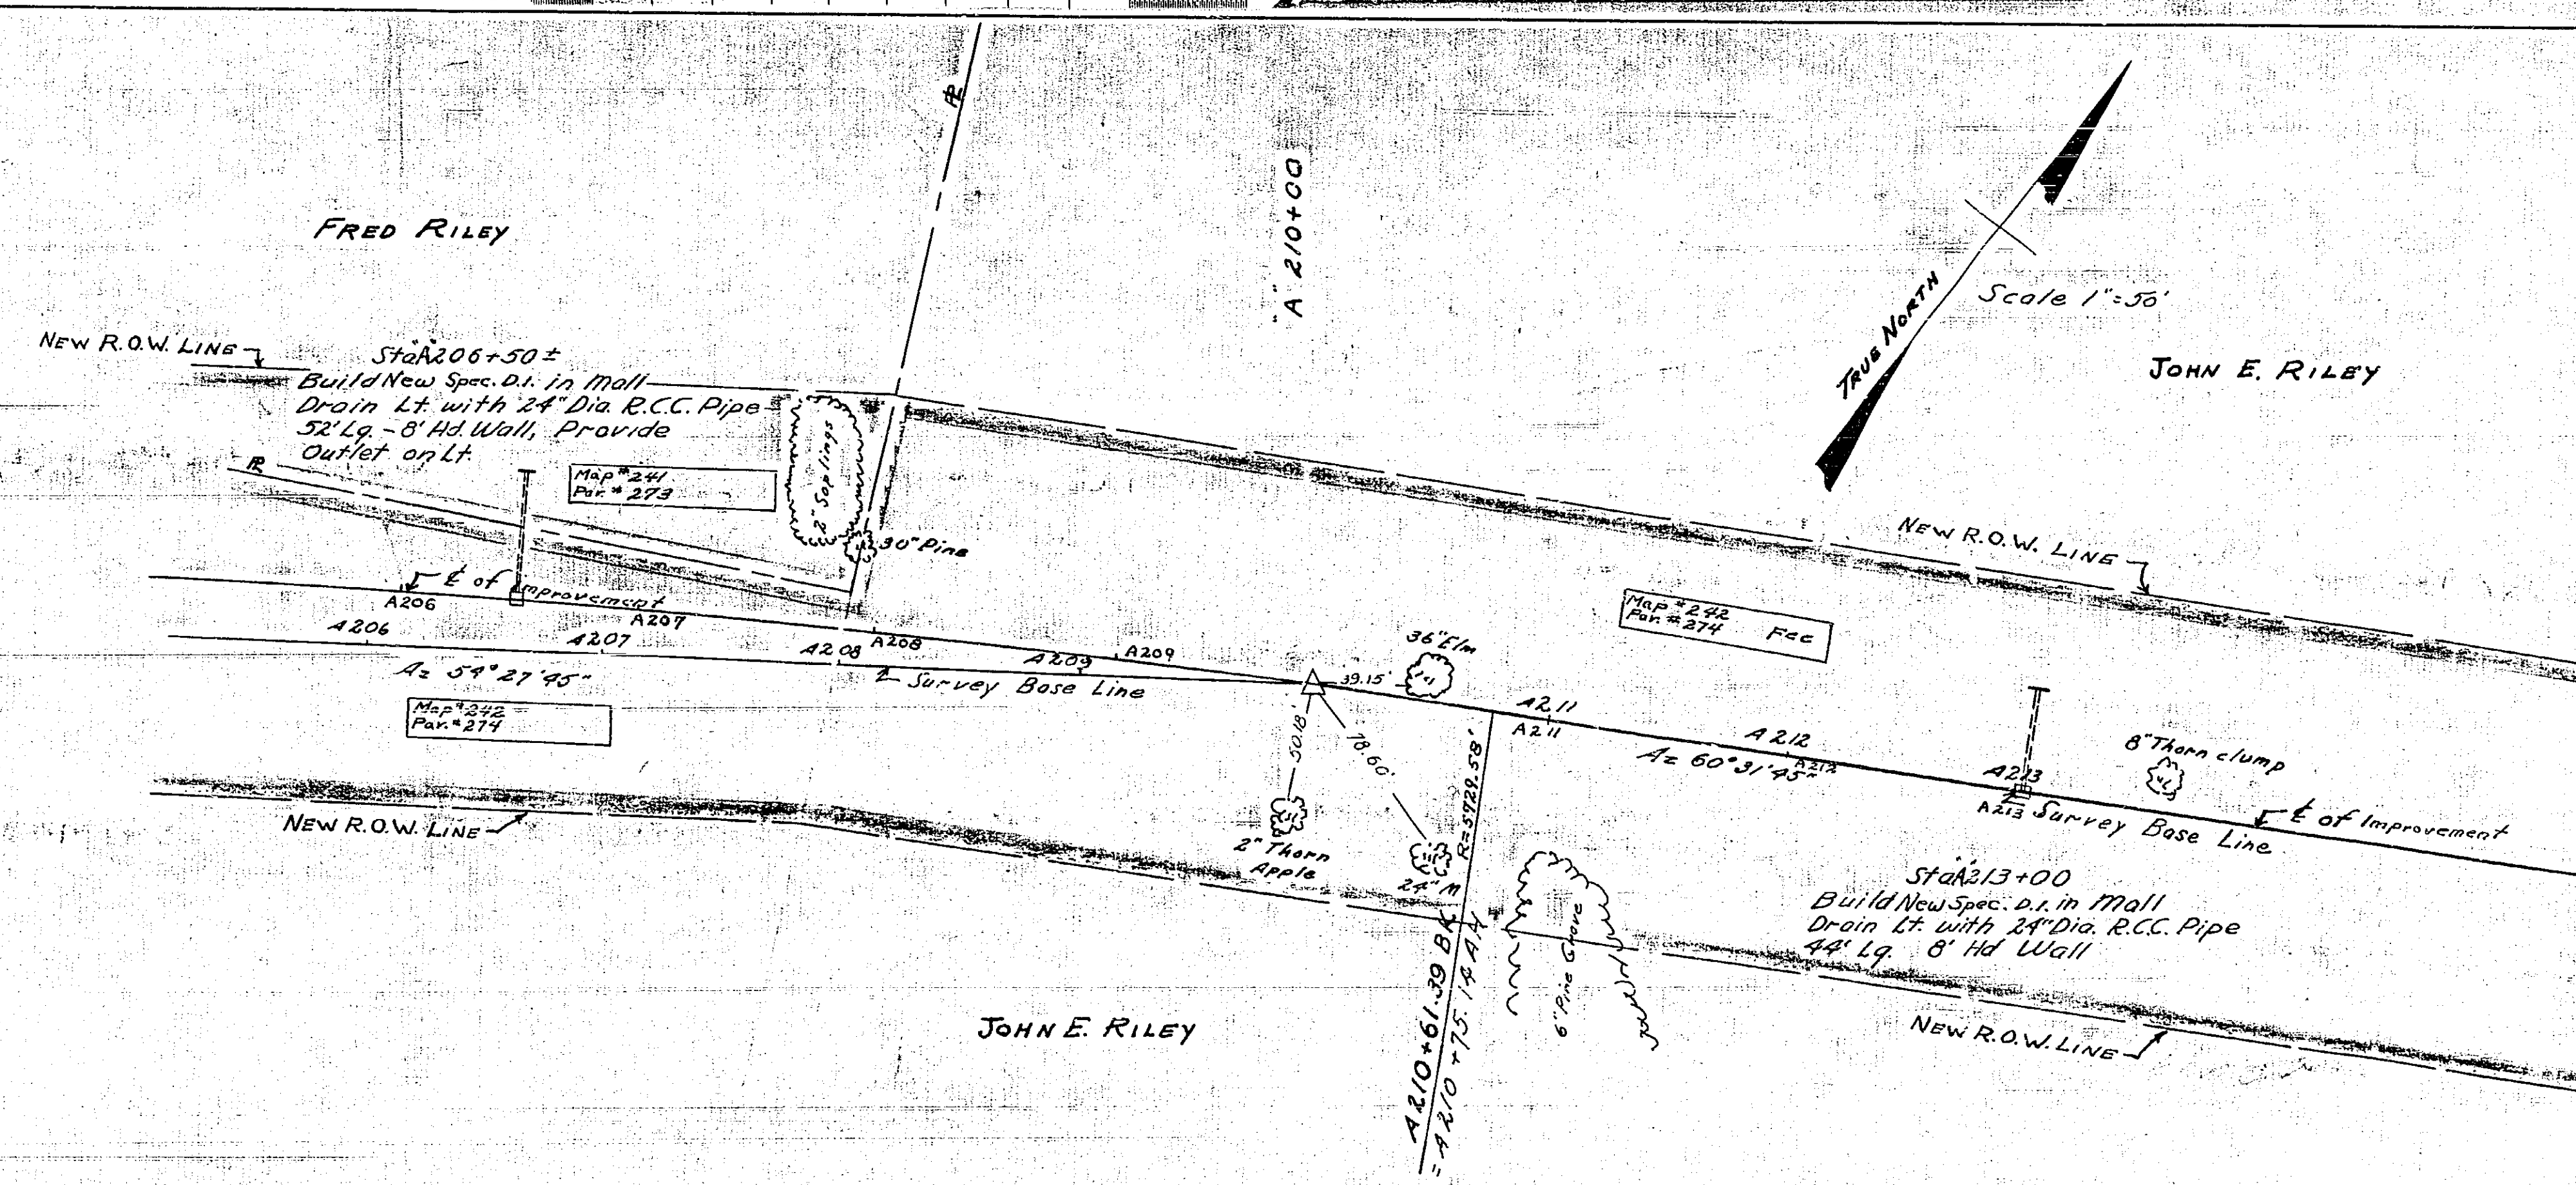 FRED RILEY
"A" 210+00
TRUE NORTH
Scale 1"=50'
JOHN E. RILEY
NEW R.O.W. LINE
Sta"A"206+50±
Build New Spec. D.I. in Mall
Drain Lt. with 24" Dia. R.C.C. Pipe
52' Lg. - 8' Hd. Wall, Provide
Outlet on Lt.
Map #241
Par. #273
2" Saplings
30" Pine
℄ of Improvement
A206
A207
A208
A209
A206
A207
A208
A209
Az 54°27'45"
Survey Base Line
Map #242
Par. #274
NEW R.O.W. LINE
39.15'
36" Elm
50.18'
78.60'
2" Thorn
Apple
24" M
R=5729.58'
A210+61.39 BK
= A210+75.14 AH
6" Pine Grove
JOHN E. RILEY
NEW R.O.W. LINE
Map #242
Par. #274 Fee
A211
A211
A212
A212
Az 60°31'45"
A213
A213
Survey Base Line
8" Thorn clump
℄ of Improvement
Sta"A"213+00
Build New Spec. D.I. in Mall
Drain Lt. with 24" Dia. R.C.C. Pipe
44' Lg. 8' Hd Wall
NEW R.O.W. LINE